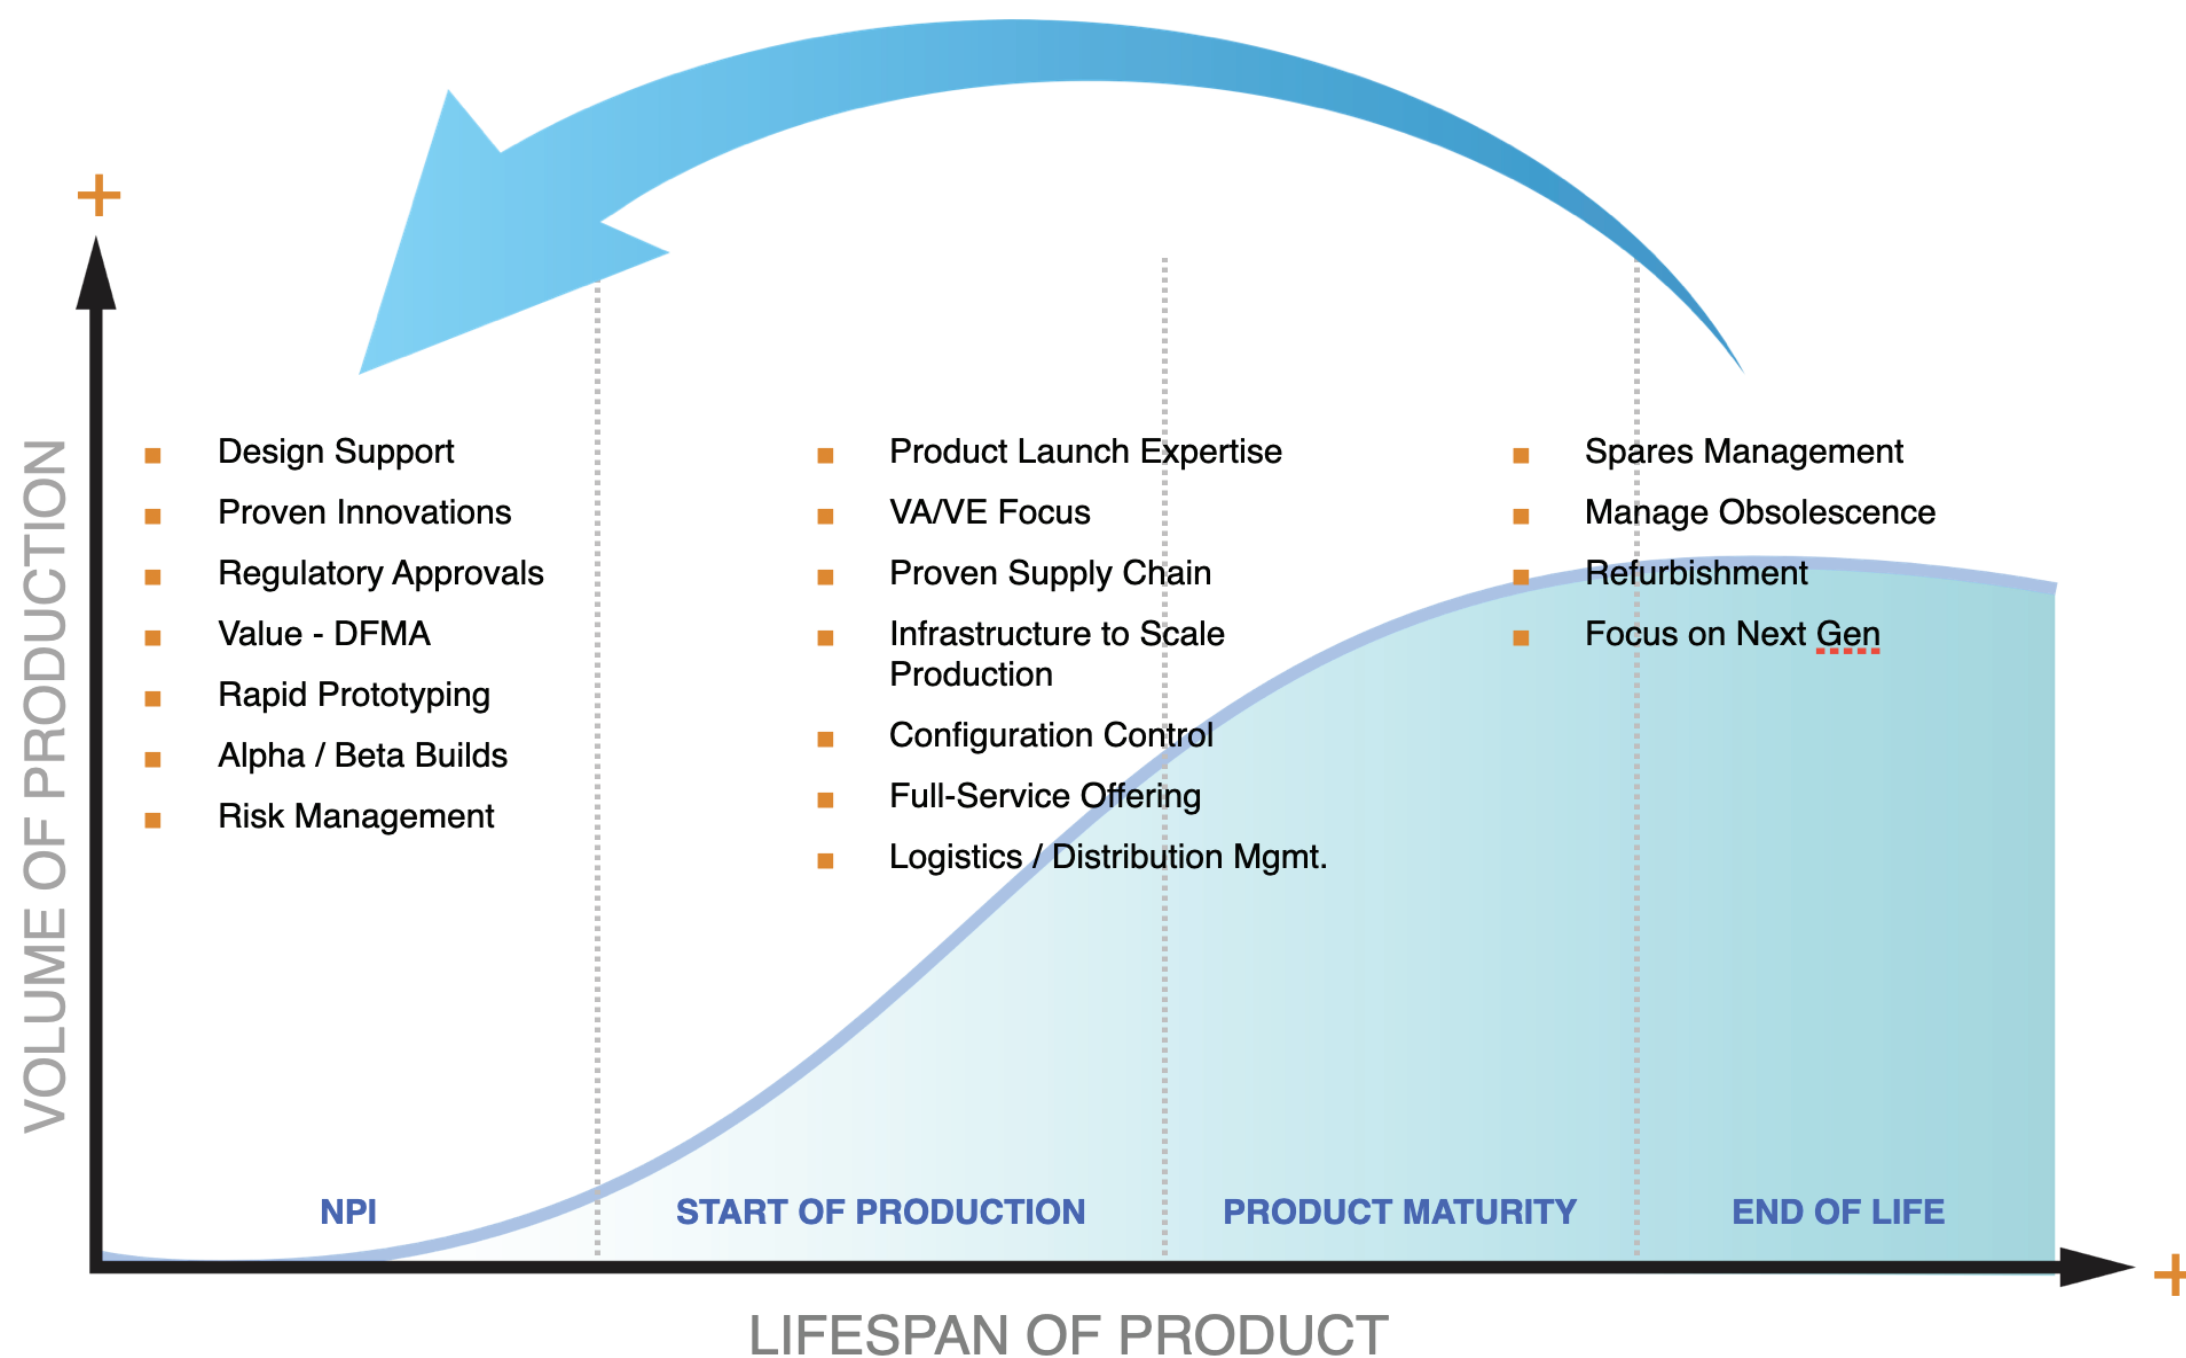 +
VOLUME OF PRODUCTION
Design Support
Proven Innovations
Regulatory Approvals
Value - DFMA
Rapid Prototyping
Alpha / Beta Builds
Risk Management
Product Launch Expertise
VA/VE Focus
Proven Supply Chain
Infrastructure to Scale
Production
Configuration Control
Full-Service Offering
Logistics / Distribution Mgmt.
Spares Management
Manage Obsolescence
Refurbishment
Focus on Next Gen
NPI
START OF PRODUCTION
PRODUCT MATURITY
END OF LIFE
+
LIFESPAN OF PRODUCT